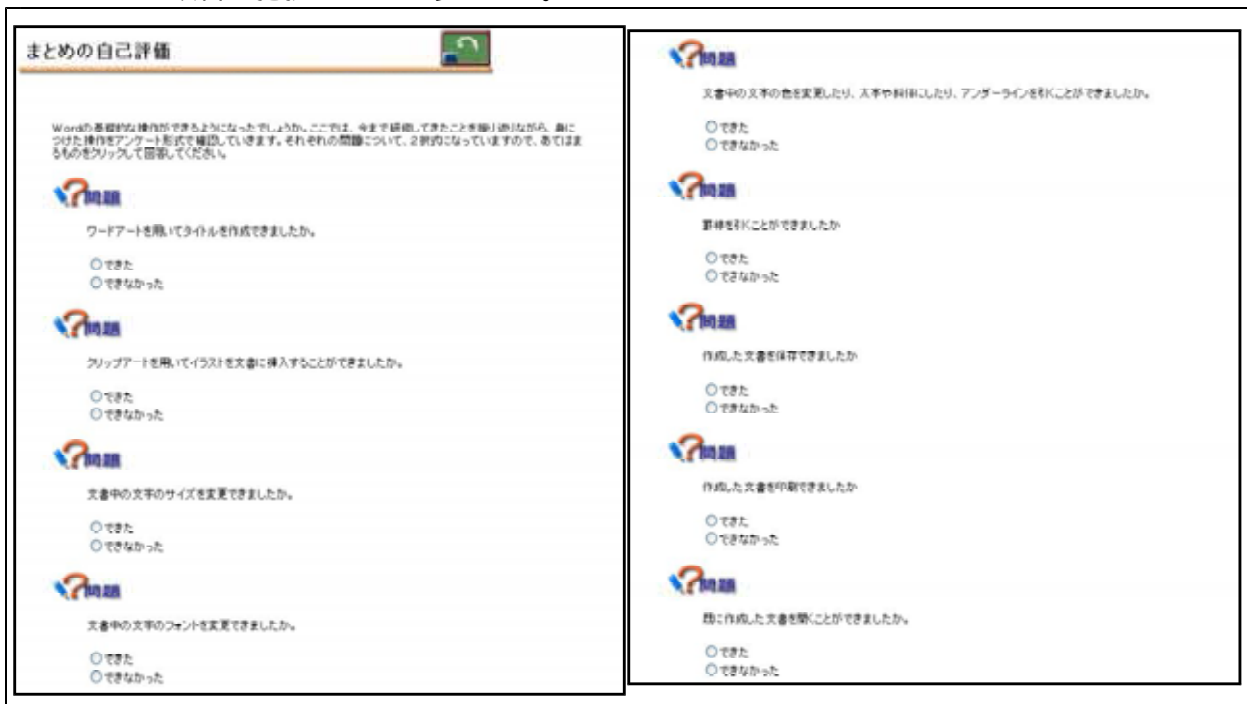 まとめの自己評価
Wordの基礎的な操作ができるようになったでしょうか。ここでは、今まで研修してきたことを振り返りながら、身に
つけた操作をアンケート形式で確認していきます。それぞれの問題について、2択式になっていますので、あてはま
るものをクリックして回答してください。
問題
ワードアートを用いてタイトルを作成できましたか。
できた
できなかった
問題
クリップアートを用いてイラストを文書に挿入することができましたか。
できた
できなかった
問題
文書中の文字のサイズを変更できましたか。
できた
できなかった
問題
文書中の文字のフォントを変更できましたか。
できた
できなかった
問題
文書中の文字の色を変更したり、太字や斜体にしたり、アンダーラインを引くことができましたか。
できた
できなかった
問題
罫線を引くことができましたか
できた
できなかった
問題
作成した文書を保存できましたか
できた
できなかった
問題
作成した文書を印刷できましたか
できた
できなかった
問題
既に作成した文書を開くことができましたか。
できた
できなかった